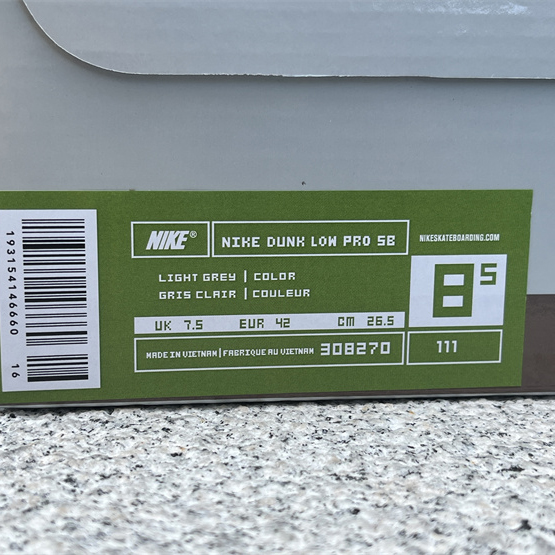 193154146660
16
NIKE®
NIKE DUNK LOW PRO SB
NIKESKATEBOARDING.COM
LIGHT GREY | COLOR
GRIS CLAIR | COULEUR
8 5
UK 7.5 EUR 42 CM 26.5
MADE IN VIETNAM | FABRIQUE AU VIETNAM 308270
111